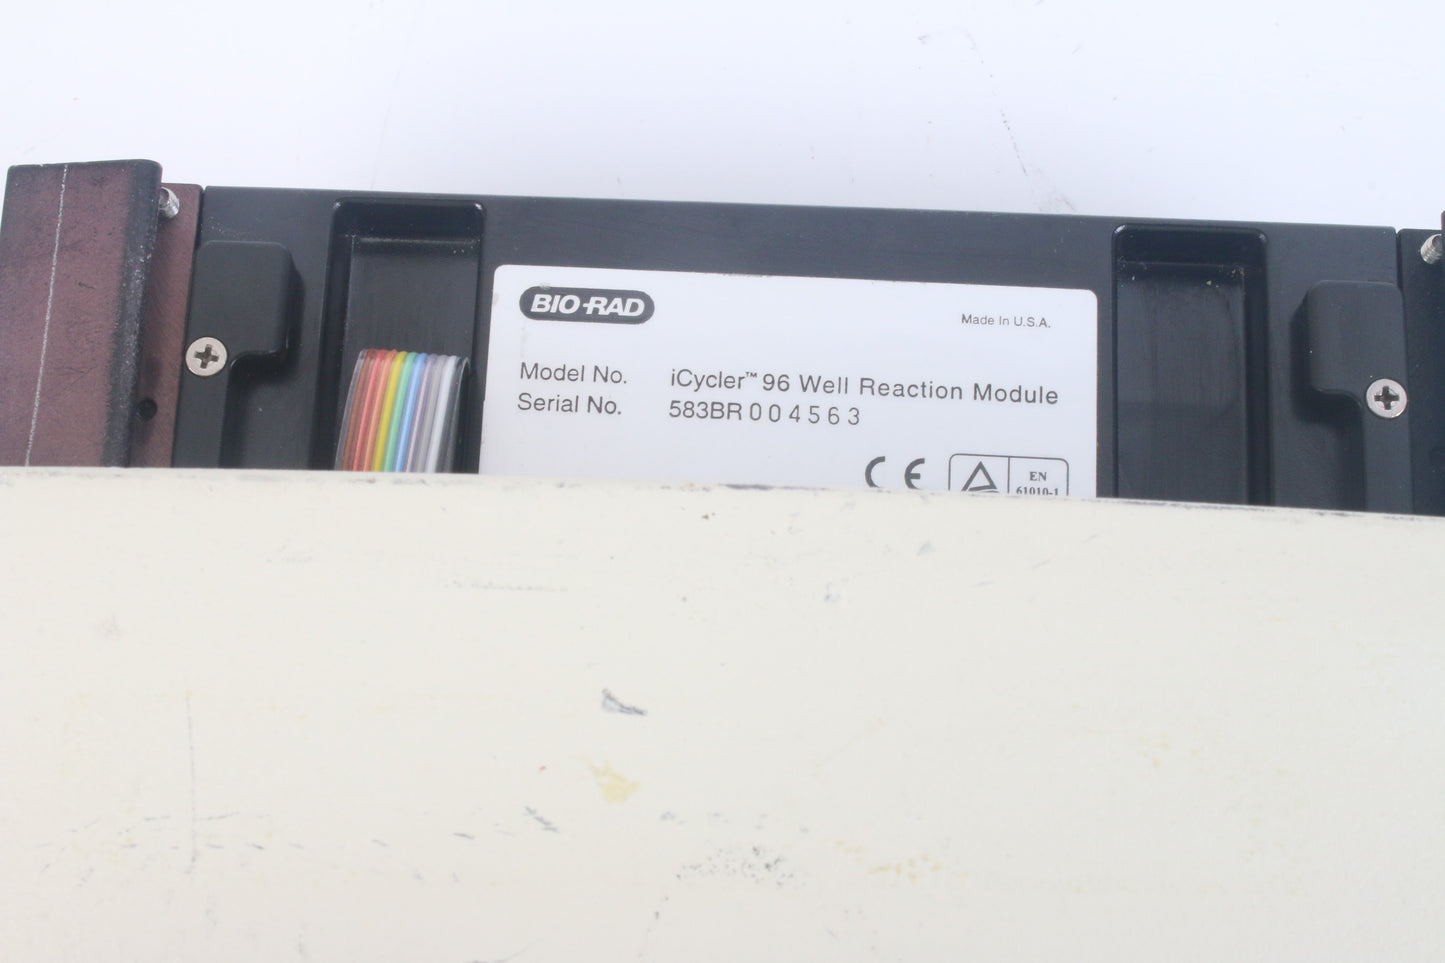 BIO-RAD
Made In U.S.A.
Model No. iCycler™ 96 Well Reaction Module
Serial No. 583BR004563
CE
EN
61010-1